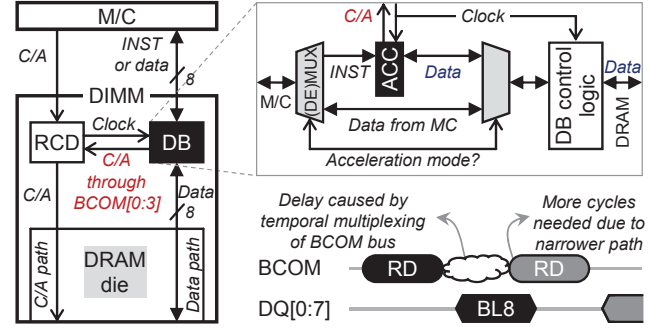 M/C
C/A
INST
or data
8
DIMM
RCD
Clock
DB
C/A
through
BCOM[0:3]
C/A
Data
8
C/A path
DRAM
die
Data path
C/A
Clock
M/C
(DE)MUX
INST
ACC
Data
DB control
logic
Data
DRAM
Data from MC
Acceleration mode?
Delay caused by
temporal multiplexing
of BCOM bus
More cycles
needed due to
narrower path
BCOM
RD
RD
DQ[0:7]
BL8